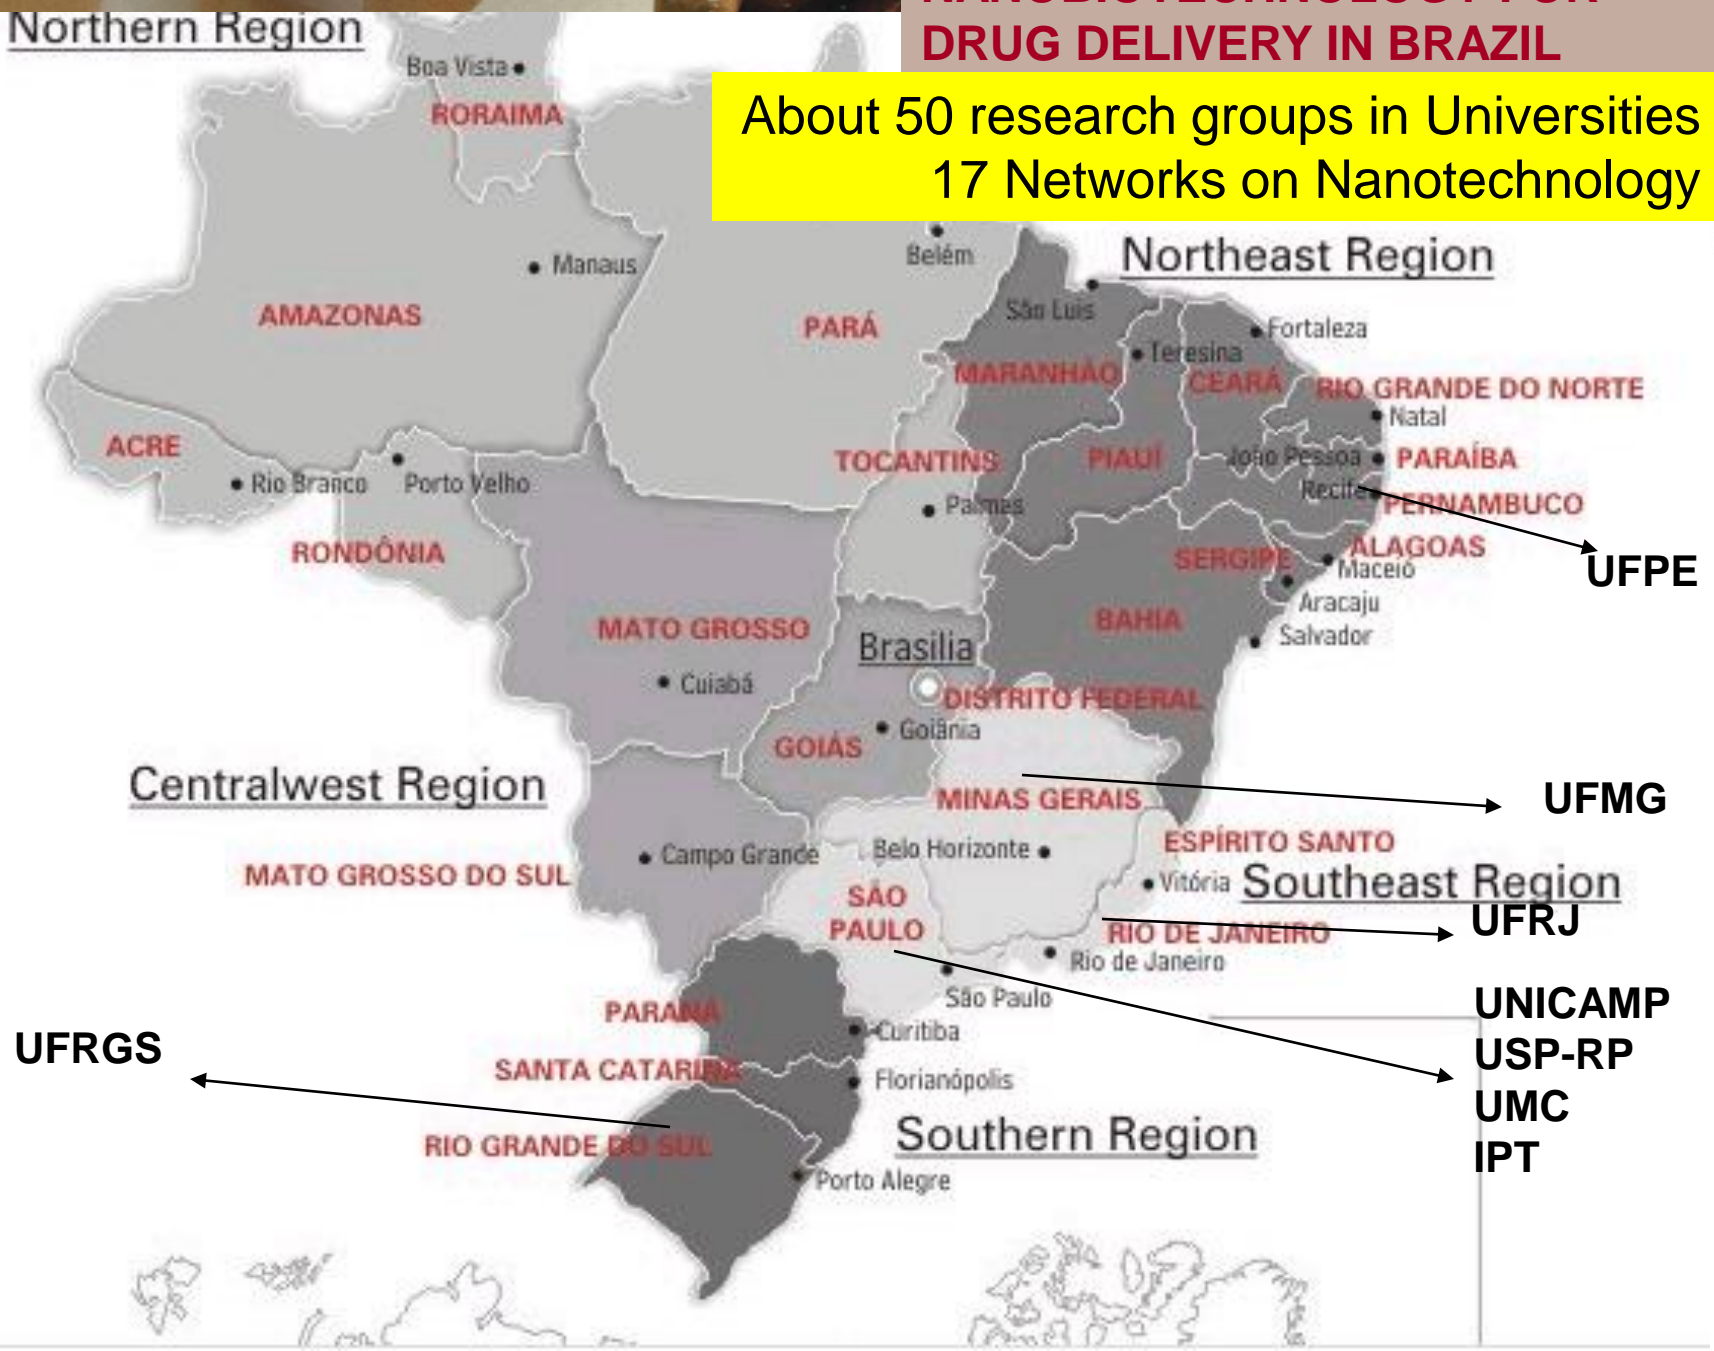 Northern Region
NANOBIOTECHNOLOGY FOR
DRUG DELIVERY IN BRAZIL
About 50 research groups in Universities
17 Networks on Nanotechnology
Boa Vista
RORAIMA
Belém
Northeast Region
Manaus
São Luis
AMAZONAS
PARÁ
Fortaleza
Teresina
MARANHÃO
CEARÁ
RIO GRANDE DO NORTE
Natal
ACRE
TOCANTINS
PIAUÍ
João Pessoa
PARAÍBA
Rio Branco
Porto Velho
Recife
PERNAMBUCO
Palmas
RONDÔNIA
SERGIPE
ALAGOAS
Maceió
UFPE
Aracaju
BAHIA
MATO GROSSO
Salvador
Brasilia
Cuiabá
DISTRITO FEDERAL
Goiânia
GOIÁS
Centralwest Region
MINAS GERAIS
UFMG
ESPÍRITO SANTO
Campo Grande
Belo Horizonte
MATO GROSSO DO SUL
Vitória
Southeast Region
SÃO
PAULO
UFRJ
RIO DE JANEIRO
Rio de Janeiro
São Paulo
UNICAMP
PARANÁ
Curitiba
UFRGS
USP-RP
SANTA CATARINA
Florianópolis
UMC
Southern Region
RIO GRANDE DO SUL
IPT
Porto Alegre